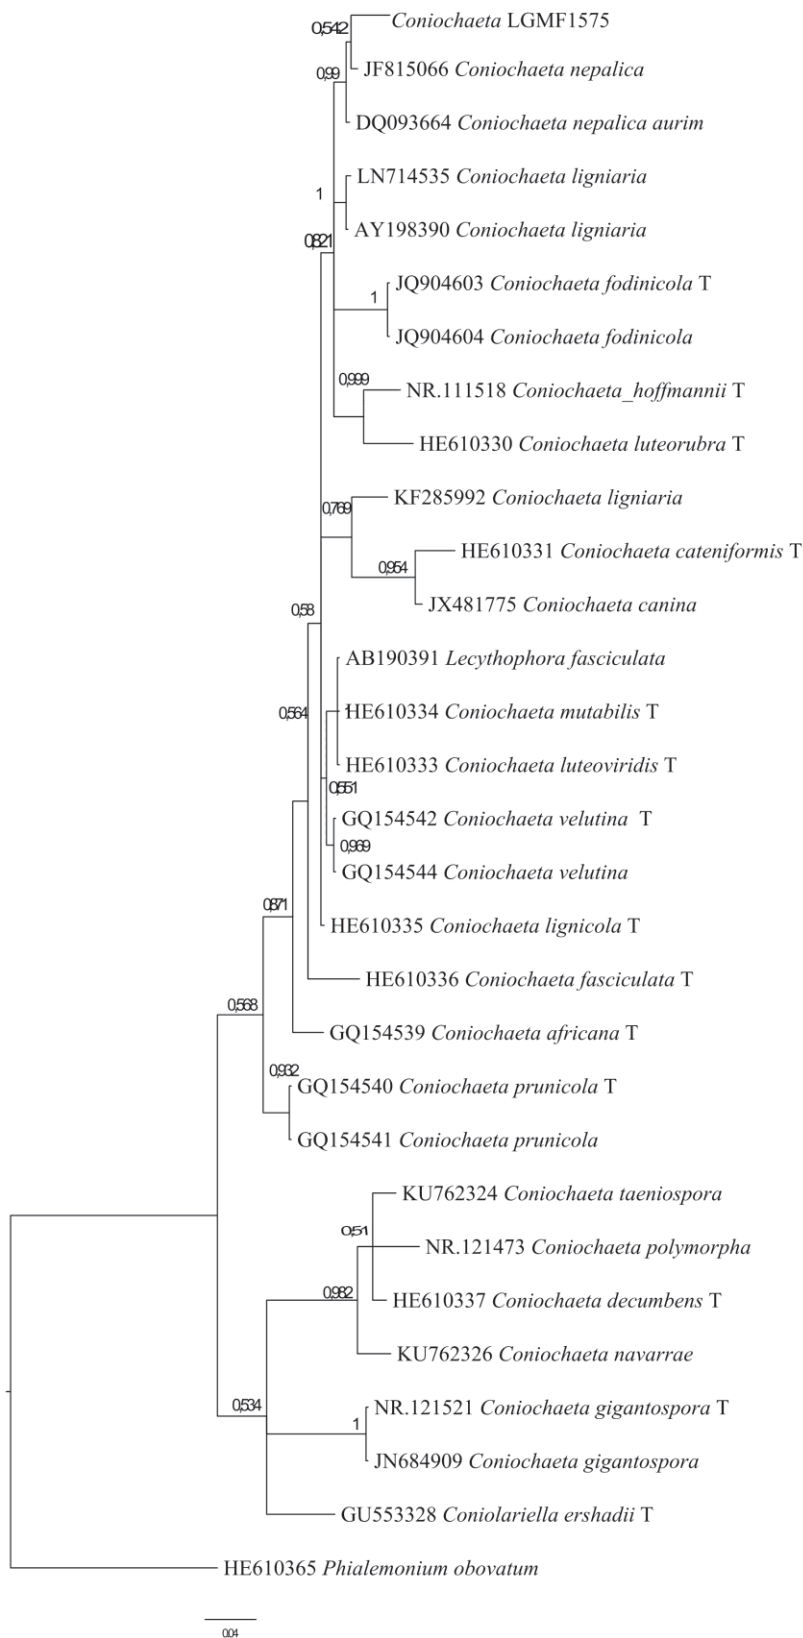 0,542
Coniochaeta LGMF1575
0,99
JF815066 Coniochaeta nepalica
DQ093664 Coniochaeta nepalica aurim
LN714535 Coniochaeta ligniaria
1
AY198390 Coniochaeta ligniaria
0,821
JQ904603 Coniochaeta fodinicola T
1
JQ904604 Coniochaeta fodinicola
0,999
NR.111518 Coniochaeta_hoffmannii T
HE610330 Coniochaeta luteorubra T
KF285992 Coniochaeta ligniaria
0,769
HE610331 Coniochaeta cateniformis T
0,954
JX481775 Coniochaeta canina
0,58
AB190391 Lecythophora fasciculata
0,564
1
HE610334 Coniochaeta mutabilis T
HE610333 Coniochaeta luteoviridis T
0,551
GQ154542 Coniochaeta velutina T
0,969
GQ154544 Coniochaeta velutina
0,871
HE610335 Coniochaeta lignicola T
HE610336 Coniochaeta fasciculata T
0,568
GQ154539 Coniochaeta africana T
0,932
GQ154540 Coniochaeta prunicola T
GQ154541 Coniochaeta prunicola
KU762324 Coniochaeta taeniospora
0,51
NR.121473 Coniochaeta polymorpha
0,982
HE610337 Coniochaeta decumbens T
KU762326 Coniochaeta navarrae
0,534
NR.121521 Coniochaeta gigantospora T
1
JN684909 Coniochaeta gigantospora
GU553328 Coniolariella ershadii T
HE610365 Phialemonium obovatum
0.04